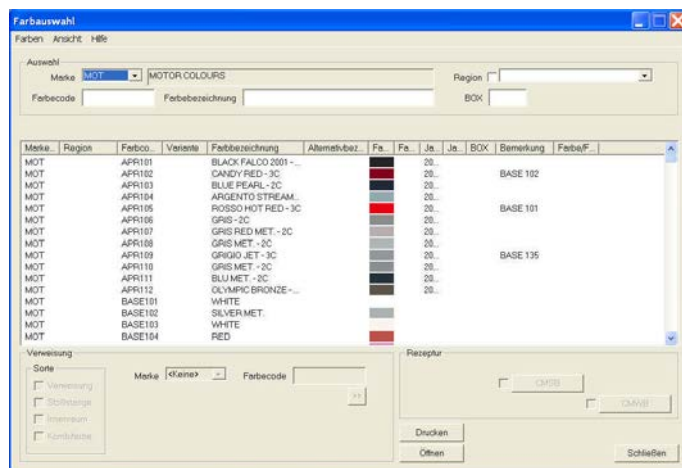 Farbauswahl
Farben Ansicht Hilfe
Auswahl
Marke MOT MOTOR COLOURS Region
Farbecode Farbebezeichnung BOX
Marke... Region Farbco... Variante Farbbezeichnung Alternativbez... Fa... Fa... Ja... Ja... BOX Bemerkung Farbe/F...
MOT APR101 BLACK FALCO 2001 -... 20...
MOT APR102 CANDY RED - 3C 20... BASE 102
MOT APR103 BLUE PEARL - 2C 20...
MOT APR104 ARGENTO STREAM... 20...
MOT APR105 ROSSO HOT RED - 3C 20... BASE 101
MOT APR106 GRIS - 2C 20...
MOT APR107 GRIS RED MET. - 2C 20...
MOT APR108 GRIS MET. - 2C 20...
MOT APR109 GRIGIO JET - 3C 20... BASE 135
MOT APR110 GRIS MET. - 2C 20...
MOT APR111 BLU MET. - 2C 20...
MOT APR112 OLYMPIC BRONZE -... 20...
MOT BASE101 WHITE
MOT BASE102 SILVER MET.
MOT BASE103 WHITE
MOT BASE104 RED
Verweisung Rezeptur
Sorte
Marke <Keine> Farbecode
Verweisung >> CMSB
Stoßstange
Innenraum CMWB
Kombifarbe
Drucken
Öffnen Schließen